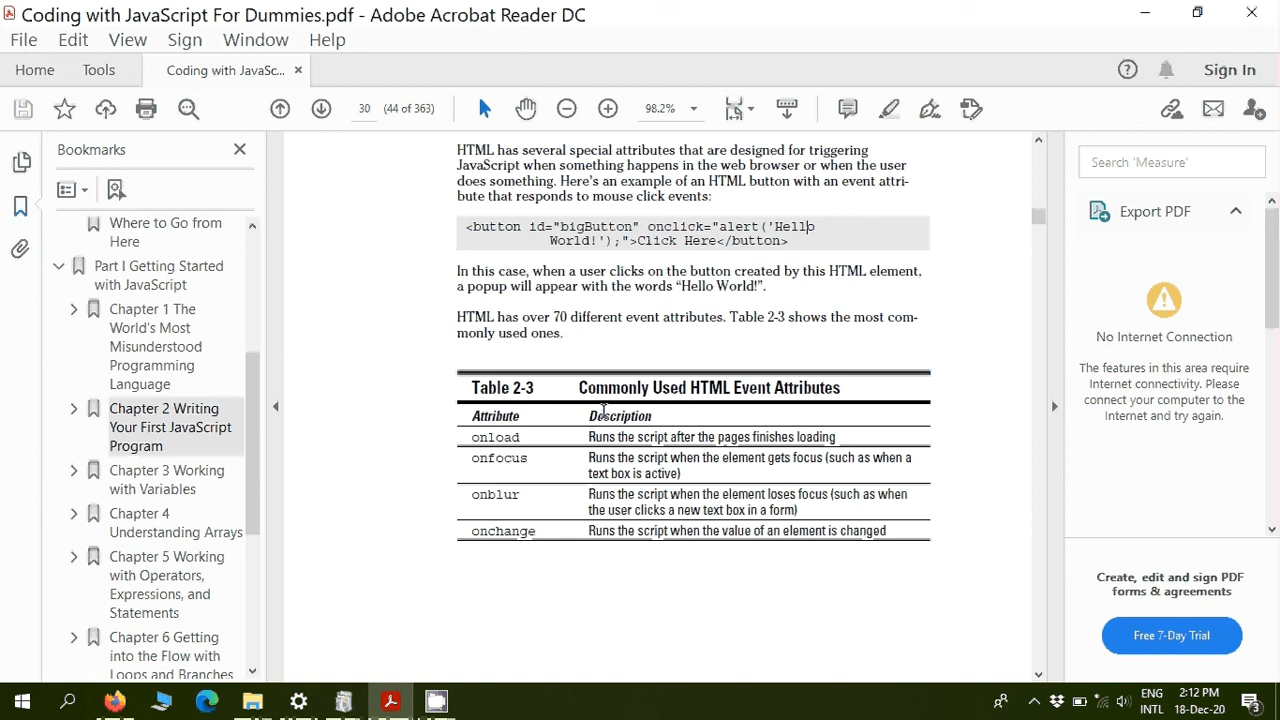 Coding with JavaScript For Dummies.pdf - Adobe Acrobat Reader DC
File Edit View Sign Window Help
Home Tools Coding with JavaSc... Sign In
30 (44 of 363) 98.2%
Bookmarks
Where to Go from
Here
Part I Getting Started
with JavaScript
Chapter 1 The
World's Most
Misunderstood
Programming
Language
Chapter 2 Writing
Your First JavaScript
Program
Chapter 3 Working
with Variables
Chapter 4
Understanding Arrays
Chapter 5 Working
with Operators,
Expressions, and
Statements
Chapter 6 Getting
into the Flow with
Loops and Branches
HTML has several special attributes that are designed for triggering
JavaScript when something happens in the web browser or when the user
does something. Here's an example of an HTML button with an event attri-
bute that responds to mouse click events:
<button id="bigButton" onclick="alert('Hello
World!');">Click Here</button>
In this case, when a user clicks on the button created by this HTML element,
a popup will appear with the words “Hello World!”.
HTML has over 70 different event attributes. Table 2-3 shows the most com-
monly used ones.
Table 2-3 Commonly Used HTML Event Attributes
Attribute Description
onload Runs the script after the pages finishes loading
onfocus Runs the script when the element gets focus (such as when a
text box is active)
onblur Runs the script when the element loses focus (such as when
the user clicks a new text box in a form)
onchange Runs the script when the value of an element is changed
Search 'Measure'
Export PDF
No Internet Connection
The features in this area require
Internet connectivity. Please
connect your computer to the
Internet and try again.
Create, edit and sign PDF
forms & agreements
Free 7-Day Trial
ENG 2:12 PM
INTL 18-Dec-20
3